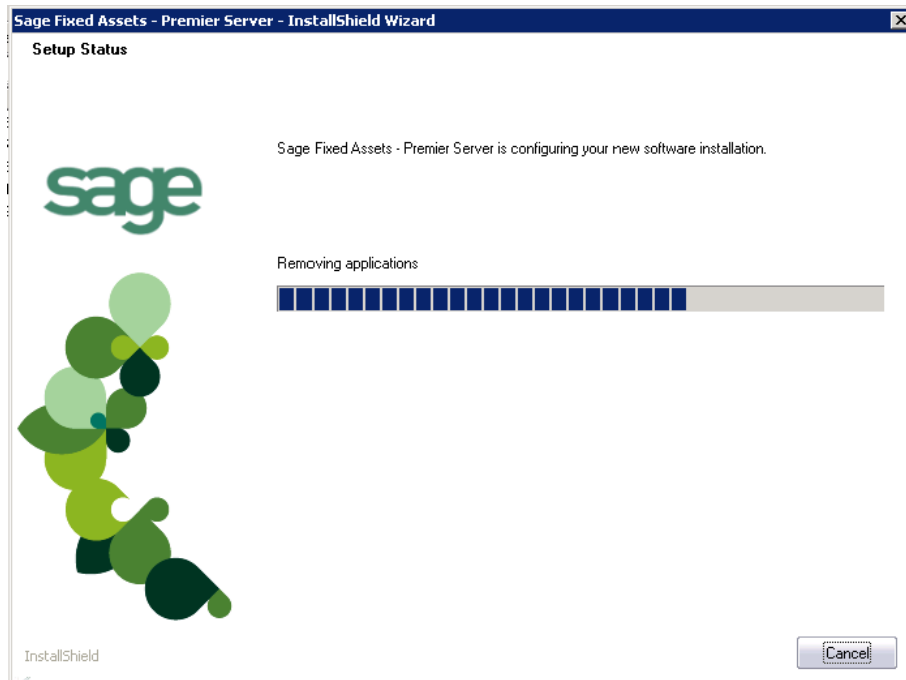 Sage Fixed Assets - Premier Server - InstallShield Wizard
Setup Status
Sage Fixed Assets - Premier Server is configuring your new software installation.
sage
Removing applications
InstallShield
Cancel